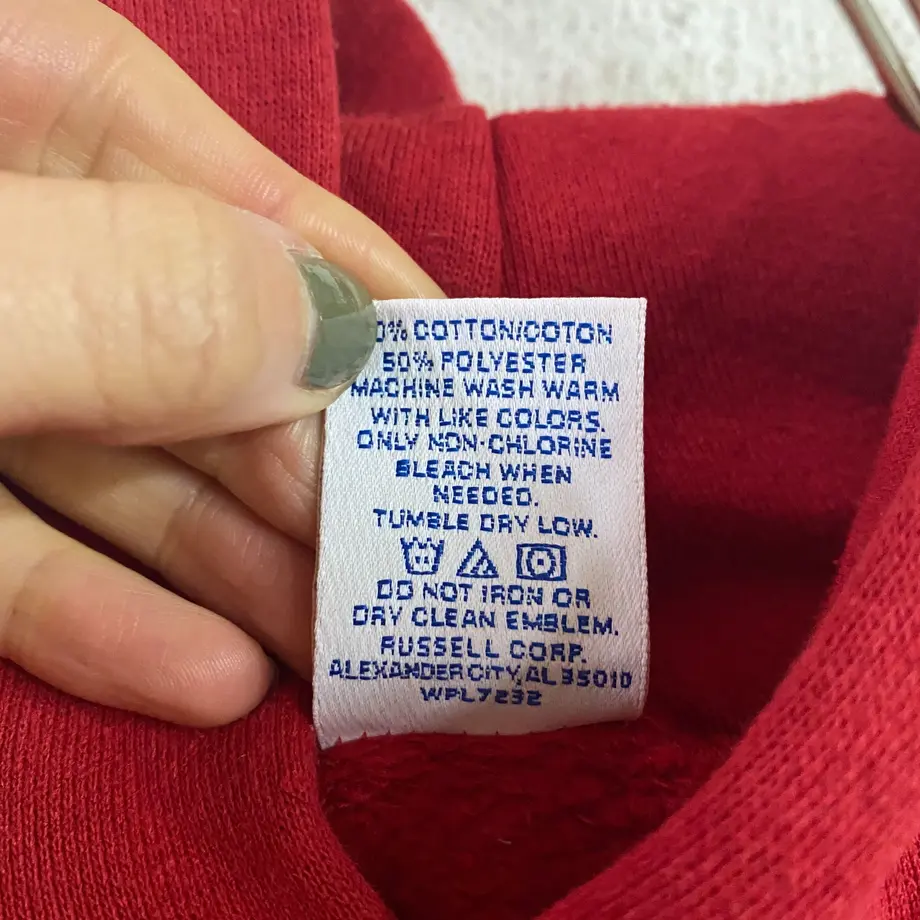 0% COTTON/COTON
50% POLYESTER
MACHINE WASH WARM
WITH LIKE COLORS.
ONLY NON-CHLORINE
BLEACH WHEN
NEEDED.
TUMBLE DRY LOW.
DO NOT IRON OR
DRY CLEAN EMBLEM.
RUSSELL CORP.
ALEXANDER CITY, AL 35010
WPL7232